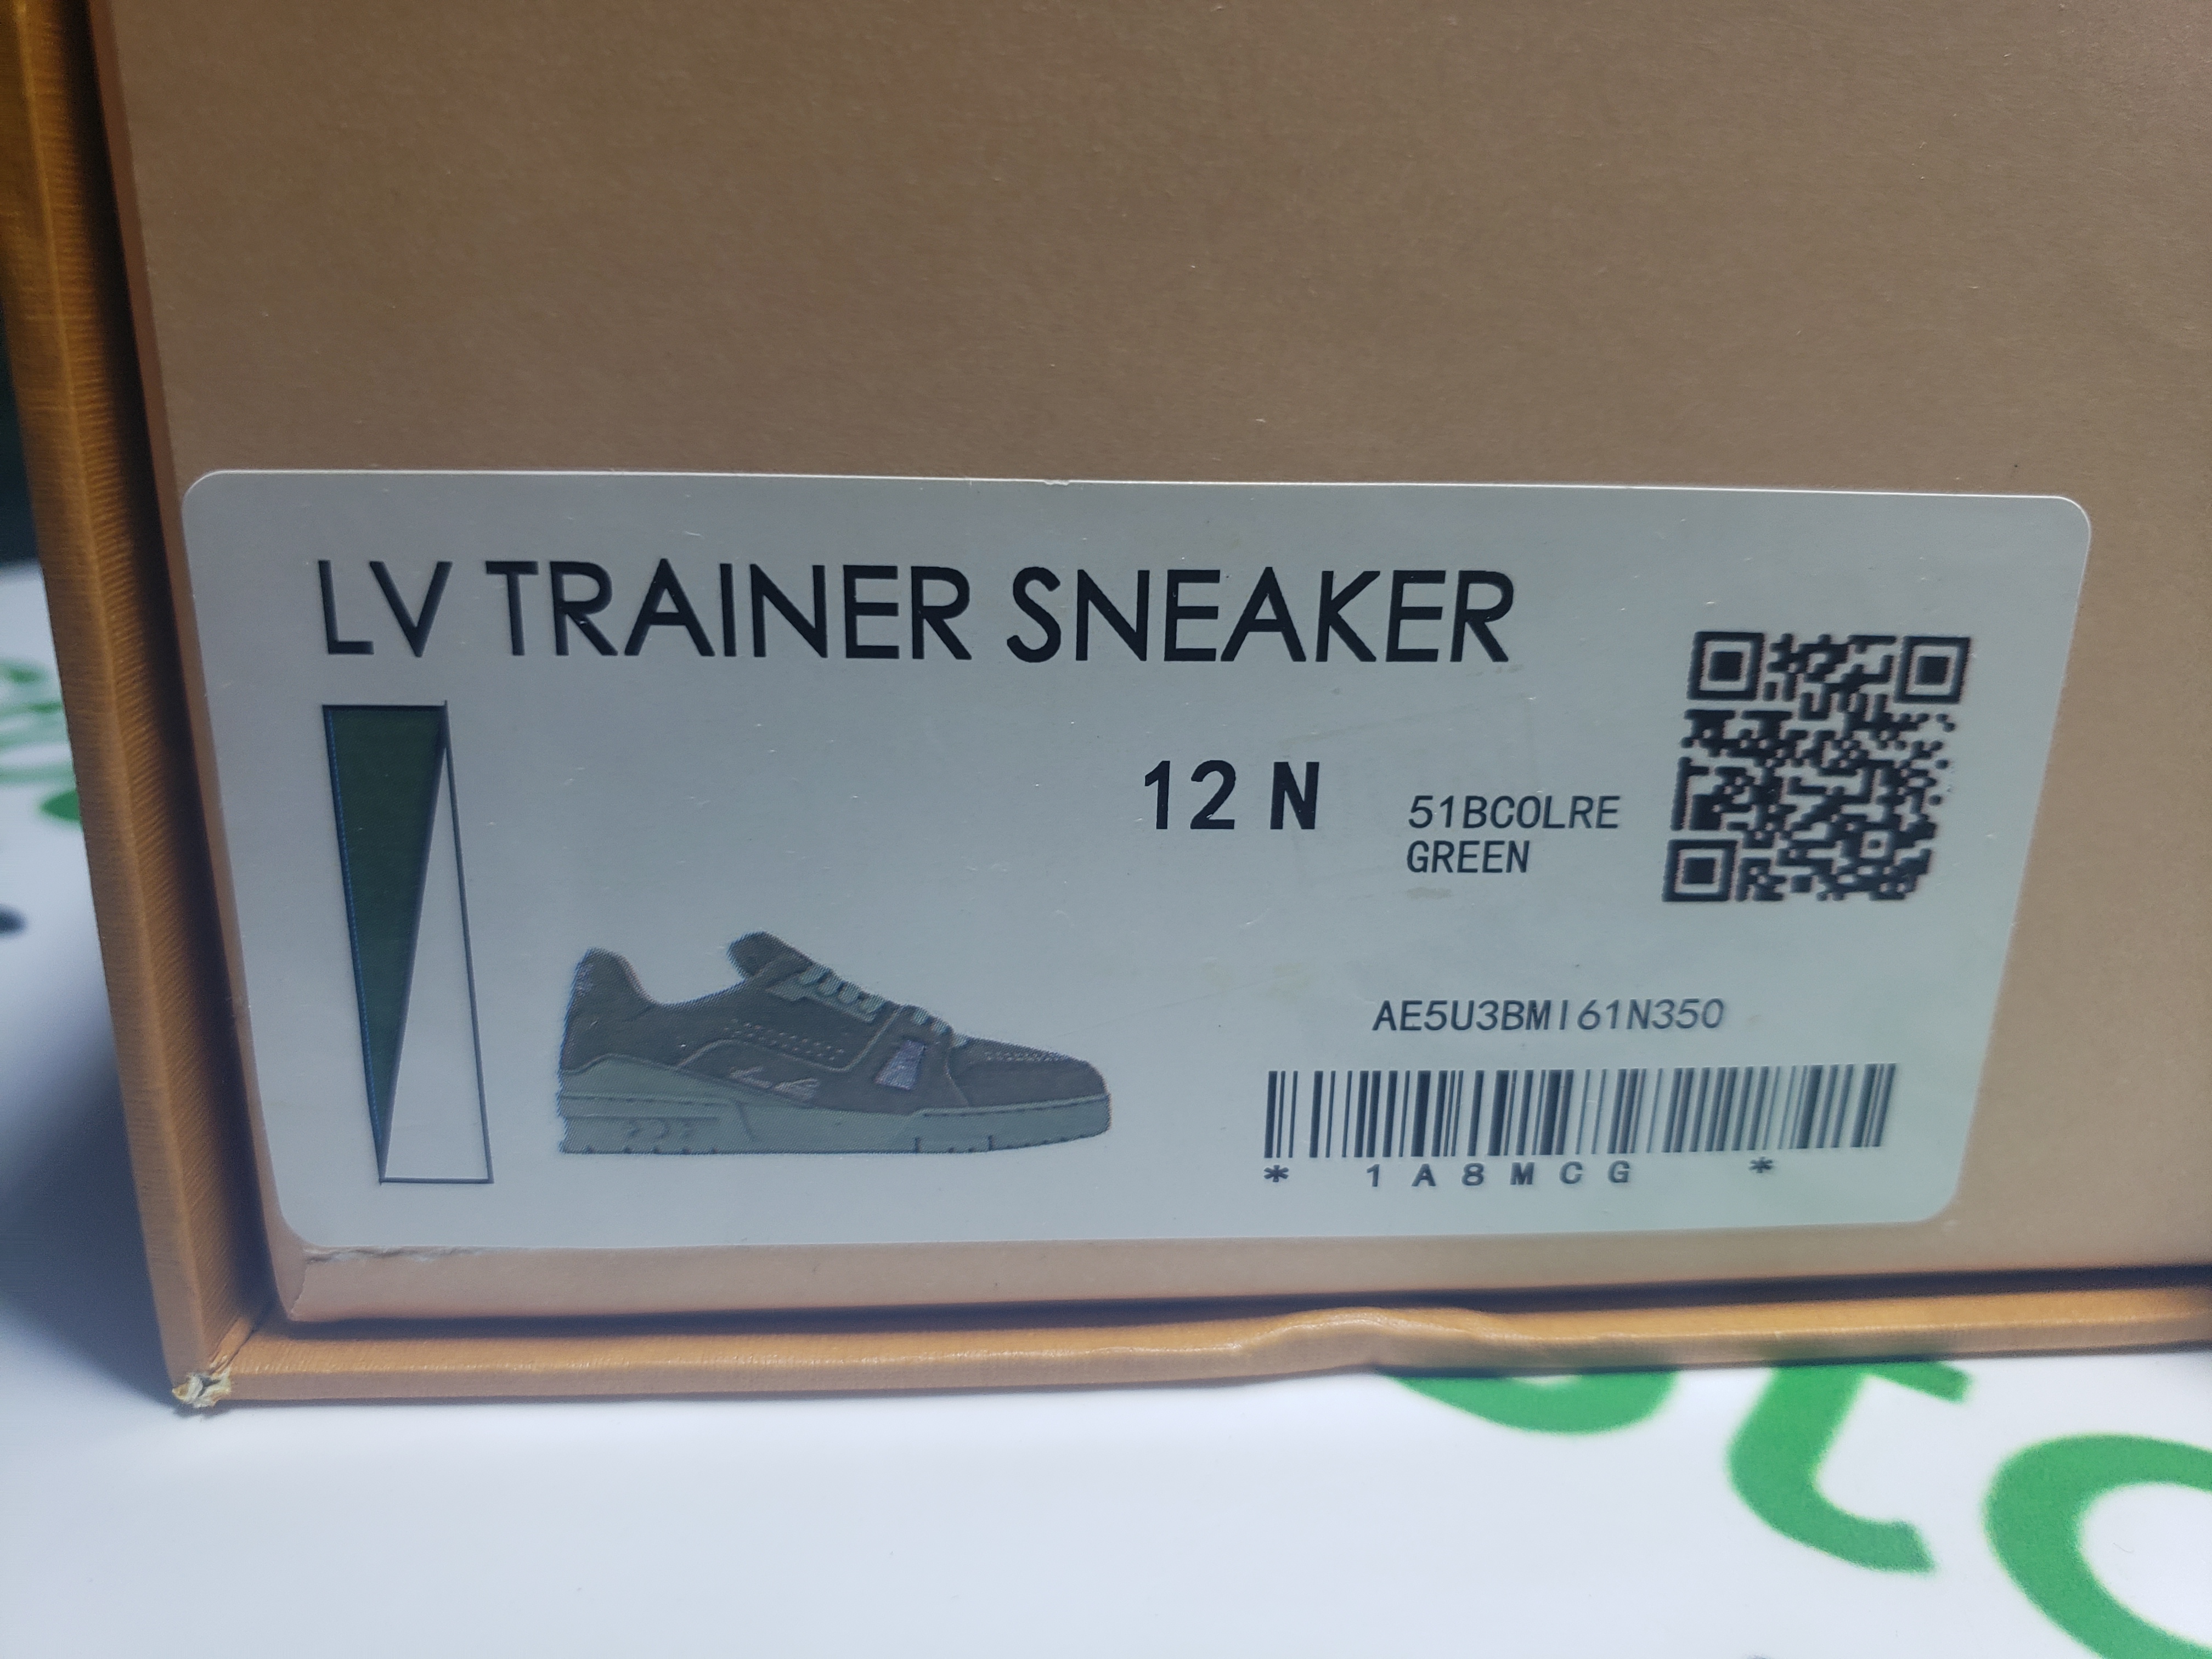 LV TRAINER SNEAKER
12 N
51BCOLRE
GREEN
AE5U3BMI61N350
* 1A8MCG *